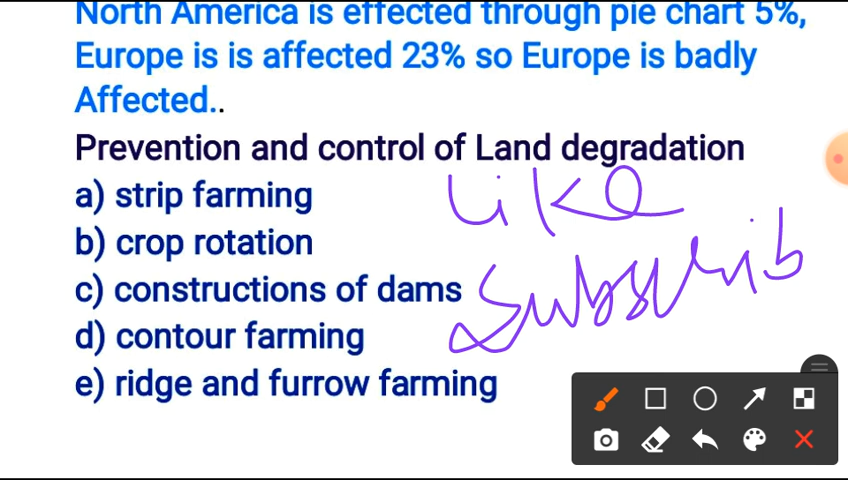 North America is effected through pie chart 5%,
Europe is is affected 23% so Europe is badly
Affected..
Prevention and control of Land degradation
a) strip farming
Like
b) crop rotation
c) constructions of dams
Subscrib
d) contour farming
e) ridge and furrow farming